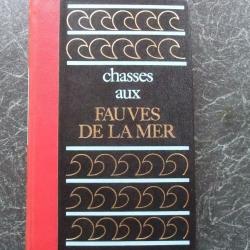 chasses
aux
FAUVES
DE LA MER